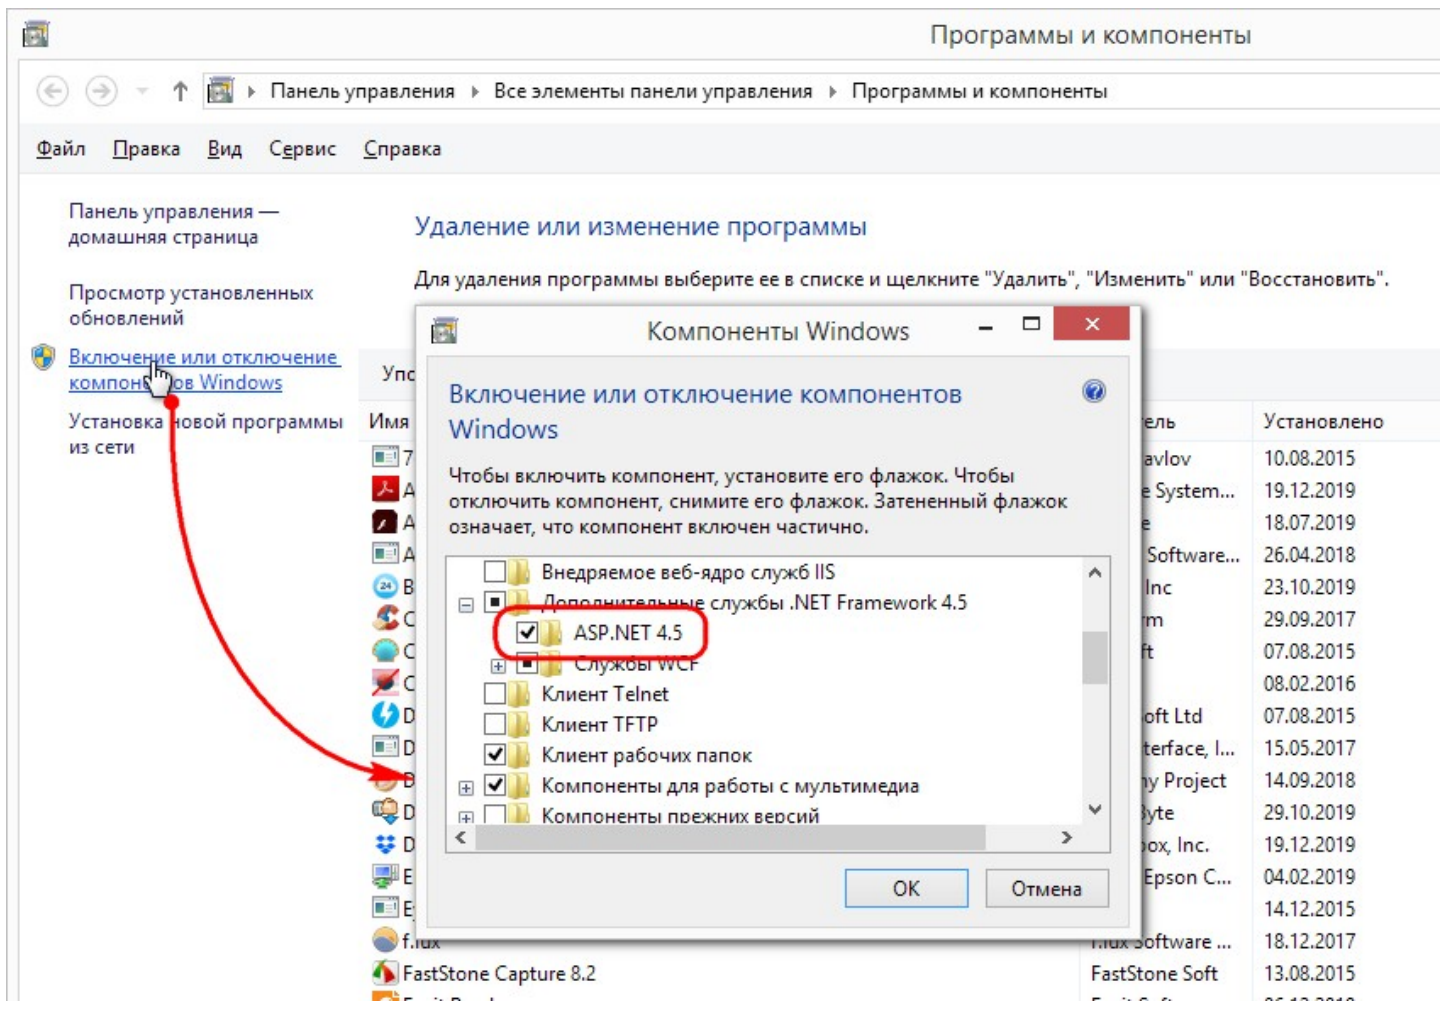 Программы и компоненты
Панель управления
Все элементы панели управления
Программы и компоненты
Файл Правка Вид Сервис Справка
Панель управления —
домашняя страница
Просмотр установленных
обновлений
Включение или отключение
компонентов Windows
Установка новой программы
из сети
Удаление или изменение программы
Для удаления программы выберите ее в списке и щелкните "Удалить", "Изменить" или "Восстановить".
Компоненты Windows
Включение или отключение компонентов
Windows
Чтобы включить компонент, установите его флажок. Чтобы
отключить компонент, снимите его флажок. Затененный флажок
означает, что компонент включен частично.
Внедряемое веб-ядро служб IIS
Дополнительные службы .NET Framework 4.5
ASP.NET 4.5
Службы WCF
Клиент Telnet
Клиент TFTP
Клиент рабочих папок
Компоненты для работы с мультимедиа
Компоненты прежних версий
OK Отмена
Имя
Установлено
10.08.2015
System... 19.12.2019
18.07.2019
Software... 26.04.2018
Inc 23.10.2019
29.09.2017
07.08.2015
08.02.2016
Ltd 07.08.2015
15.05.2017
Project 14.09.2018
29.10.2019
Inc. 19.12.2019
Epson C... 04.02.2019
14.12.2015
f.lux f.lux Software ... 18.12.2017
FastStone Capture 8.2 FastStone Soft 13.08.2015